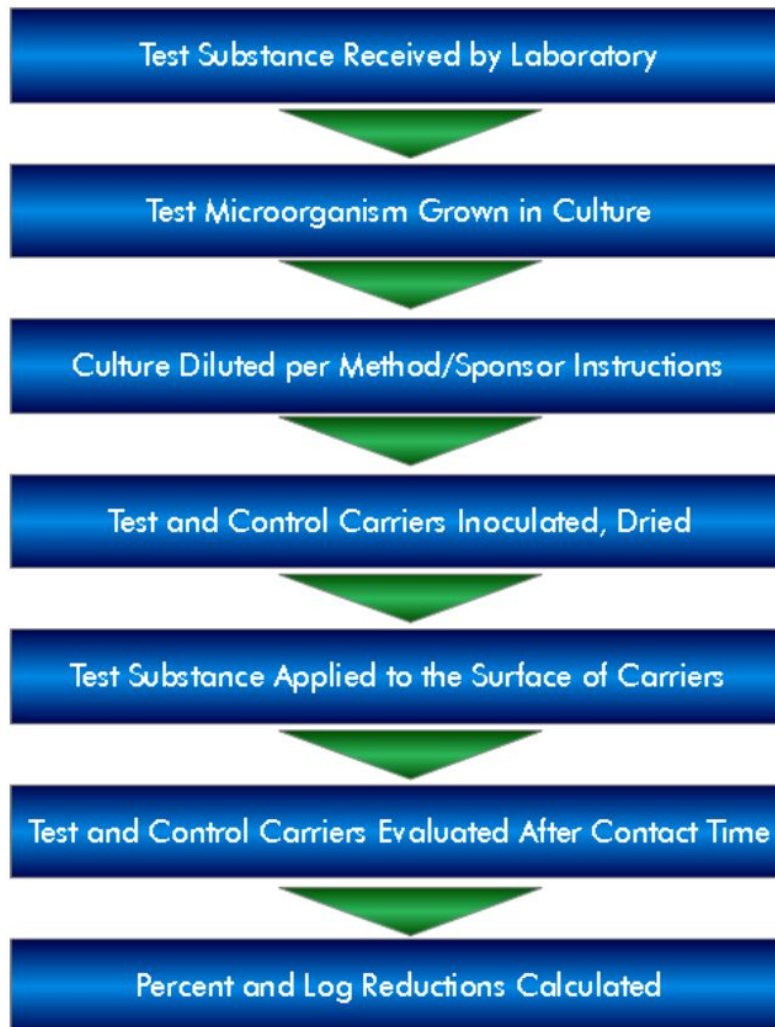 Test Substance Received by Laboratory
Test Microorganism Grown in Culture
Culture Diluted per Method/Sponsor Instructions
Test and Control Carriers Inoculated, Dried
Test Substance Applied to the Surface of Carriers
Test and Control Carriers Evaluated After Contact Time
Percent and Log Reductions Calculated